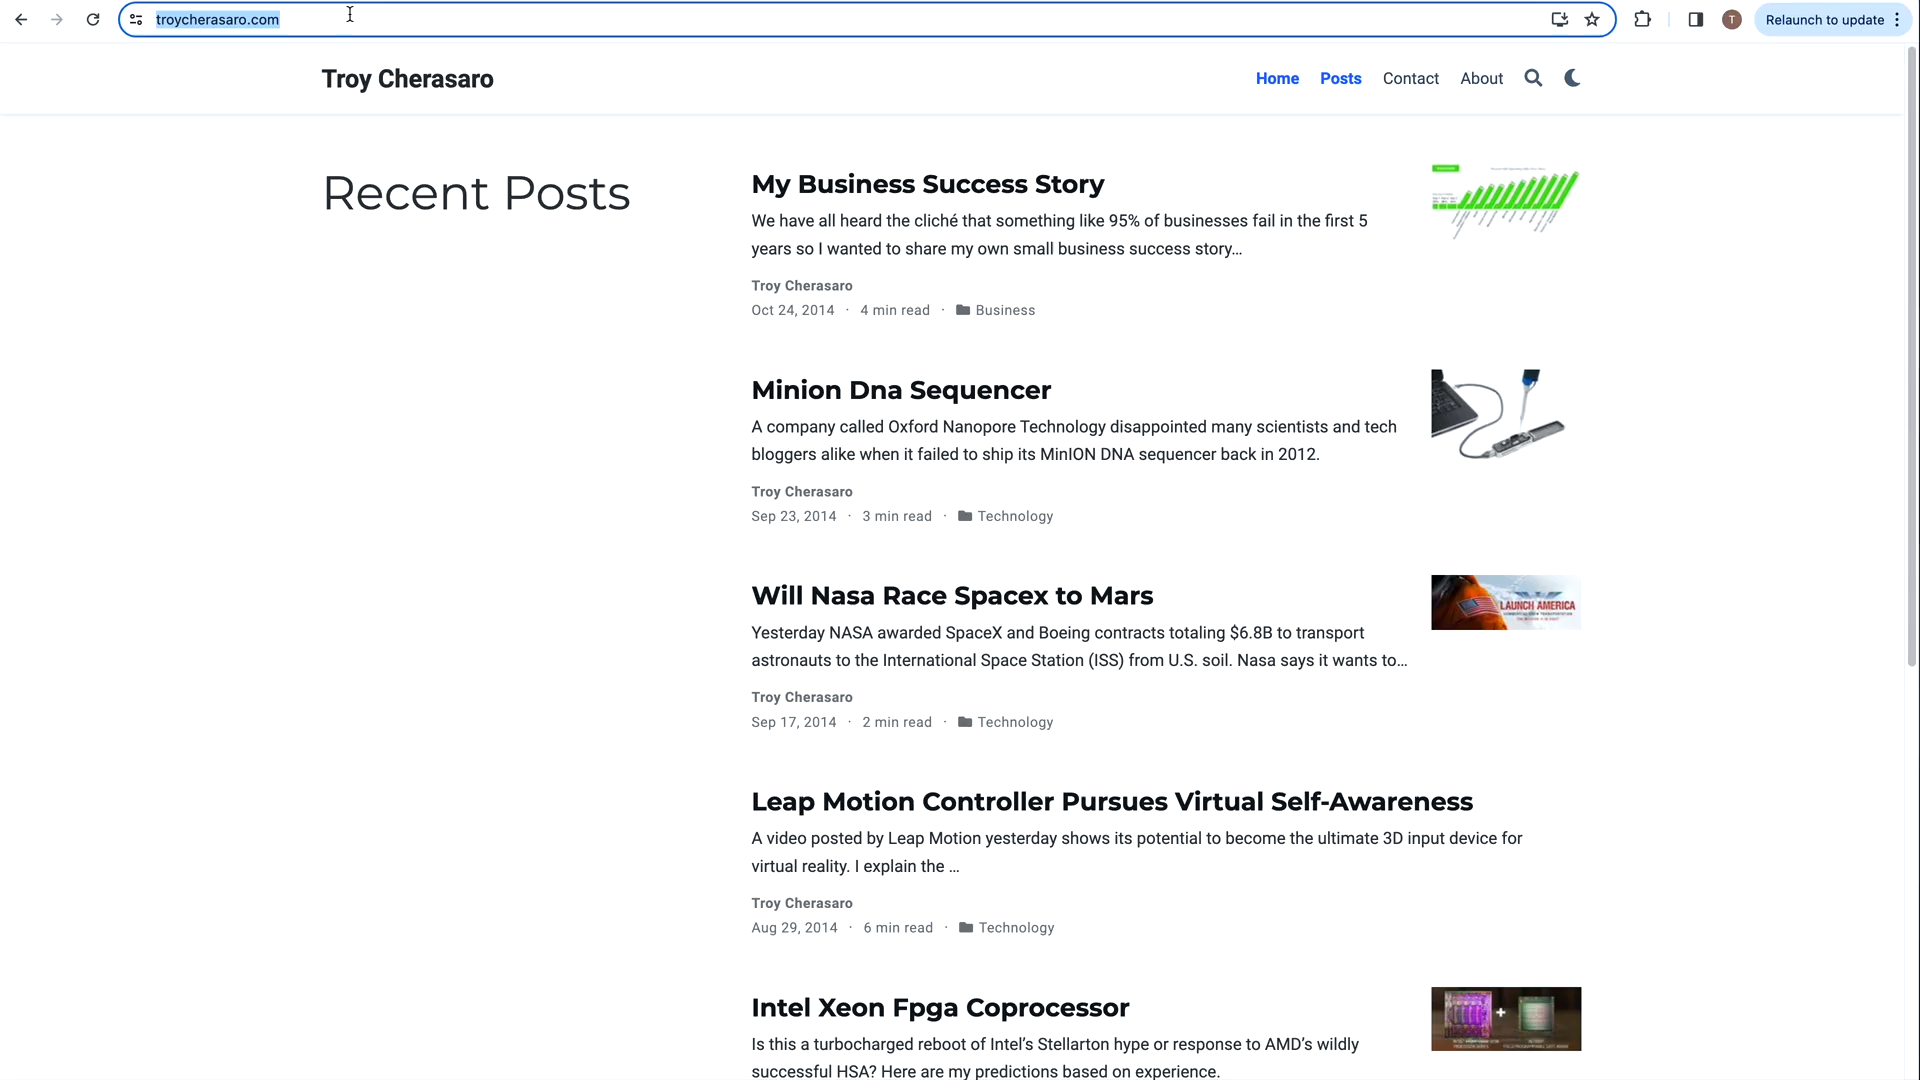 troycherasaro.com
T
Relaunch to update
Troy Cherasaro
Home Posts Contact About
Recent Posts
My Business Success Story
We have all heard the cliché that something like 95% of businesses fail in the first 5
years so I wanted to share my own small business success story…
Troy Cherasaro
Oct 24, 2014 · 4 min read · Business
Minion Dna Sequencer
A company called Oxford Nanopore Technology disappointed many scientists and tech
bloggers alike when it failed to ship its MinION DNA sequencer back in 2012.
Troy Cherasaro
Sep 23, 2014 · 3 min read · Technology
Will Nasa Race Spacex to Mars
Yesterday NASA awarded SpaceX and Boeing contracts totaling $6.8B to transport
astronauts to the International Space Station (ISS) from U.S. soil. Nasa says it wants to…
LAUNCH AMERICA
Troy Cherasaro
Sep 17, 2014 · 2 min read · Technology
Leap Motion Controller Pursues Virtual Self-Awareness
A video posted by Leap Motion yesterday shows its potential to become the ultimate 3D input device for
virtual reality. I explain the …
Troy Cherasaro
Aug 29, 2014 · 6 min read · Technology
Intel Xeon Fpga Coprocessor
Is this a turbocharged reboot of Intel's Stellarton hype or response to AMD's wildly
successful HSA? Here are my predictions based on experience.